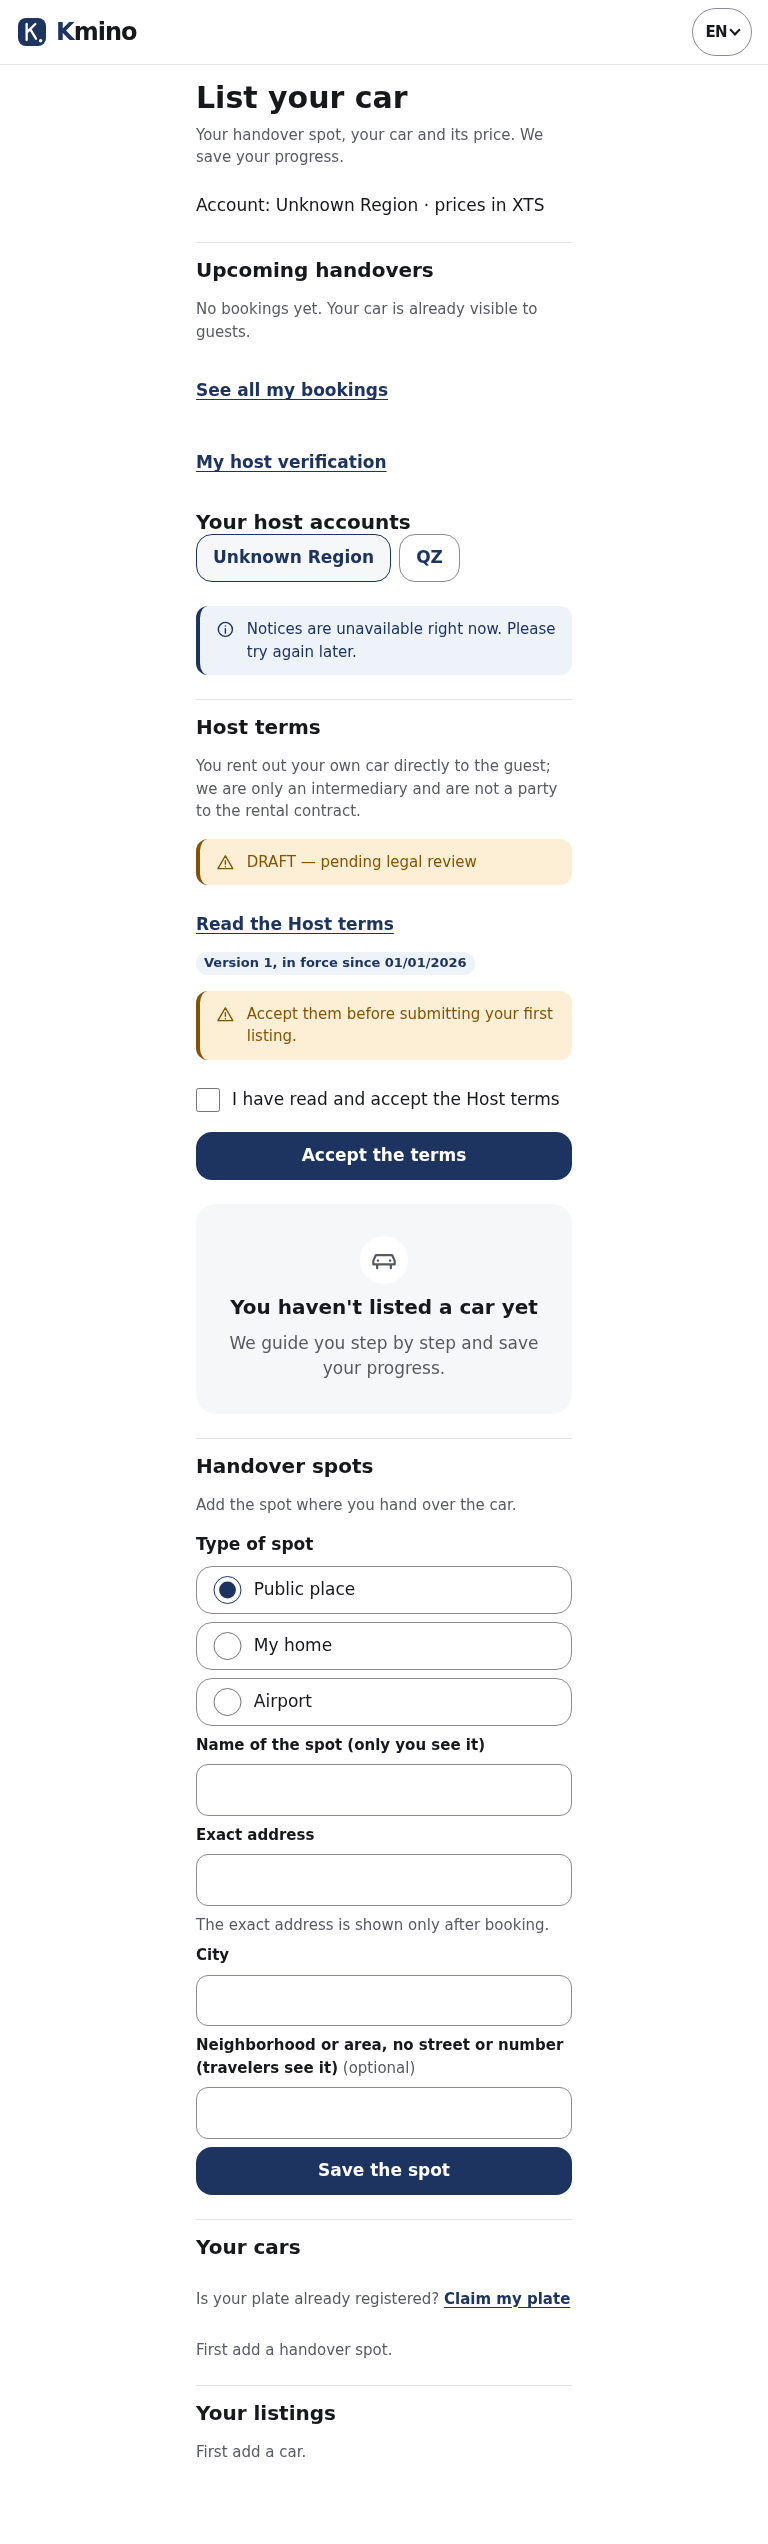 Kmino
EN
List your car
Your handover spot, your car and its price. We
save your progress.
Account: Unknown Region · prices in XTS
Upcoming handovers
No bookings yet. Your car is already visible to
guests.
See all my bookings
My host verification
Your host accounts
Unknown Region
QZ
Notices are unavailable right now. Please
try again later.
Host terms
You rent out your own car directly to the guest;
we are only an intermediary and are not a party
to the rental contract.
DRAFT — pending legal review
Read the Host terms
Version 1, in force since 01/01/2026
Accept them before submitting your first
listing.
I have read and accept the Host terms
Accept the terms
You haven't listed a car yet
We guide you step by step and save
your progress.
Handover spots
Add the spot where you hand over the car.
Type of spot
Public place
My home
Airport
Name of the spot (only you see it)
Exact address
The exact address is shown only after booking.
City
Neighborhood or area, no street or number
(travelers see it) (optional)
Save the spot
Your cars
Is your plate already registered? Claim my plate
First add a handover spot.
Your listings
First add a car.